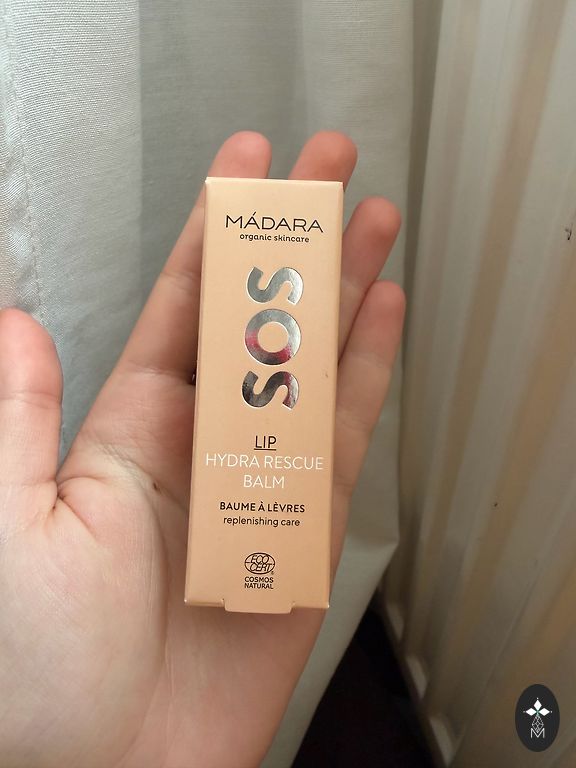 MÁDARA
organic skincare
SOS
LIP
HYDRA RESCUE
BALM
BAUME À LÈVRES
replenishing care
ECO
CERT
COSMOS
NATURAL
M